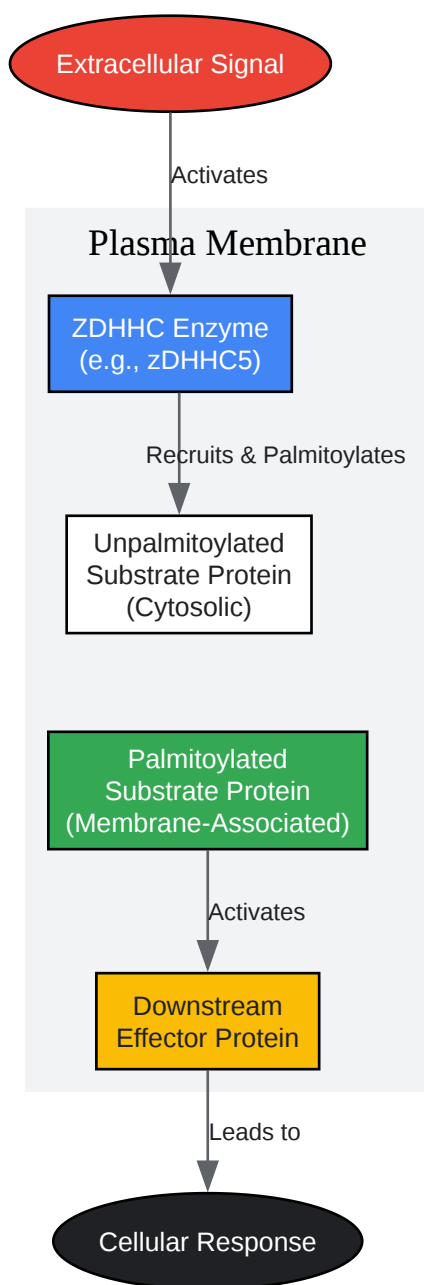 Extracellular Signal
Activates
Plasma Membrane
ZDHHC Enzyme
(e.g., zDHHC5)
Recruits & Palmitoylates
Unpalmitoylated
Substrate Protein
(Cytosolic)
Palmitoylated
Substrate Protein
(Membrane-Associated)
Activates
Downstream
Effector Protein
Leads to
Cellular Response